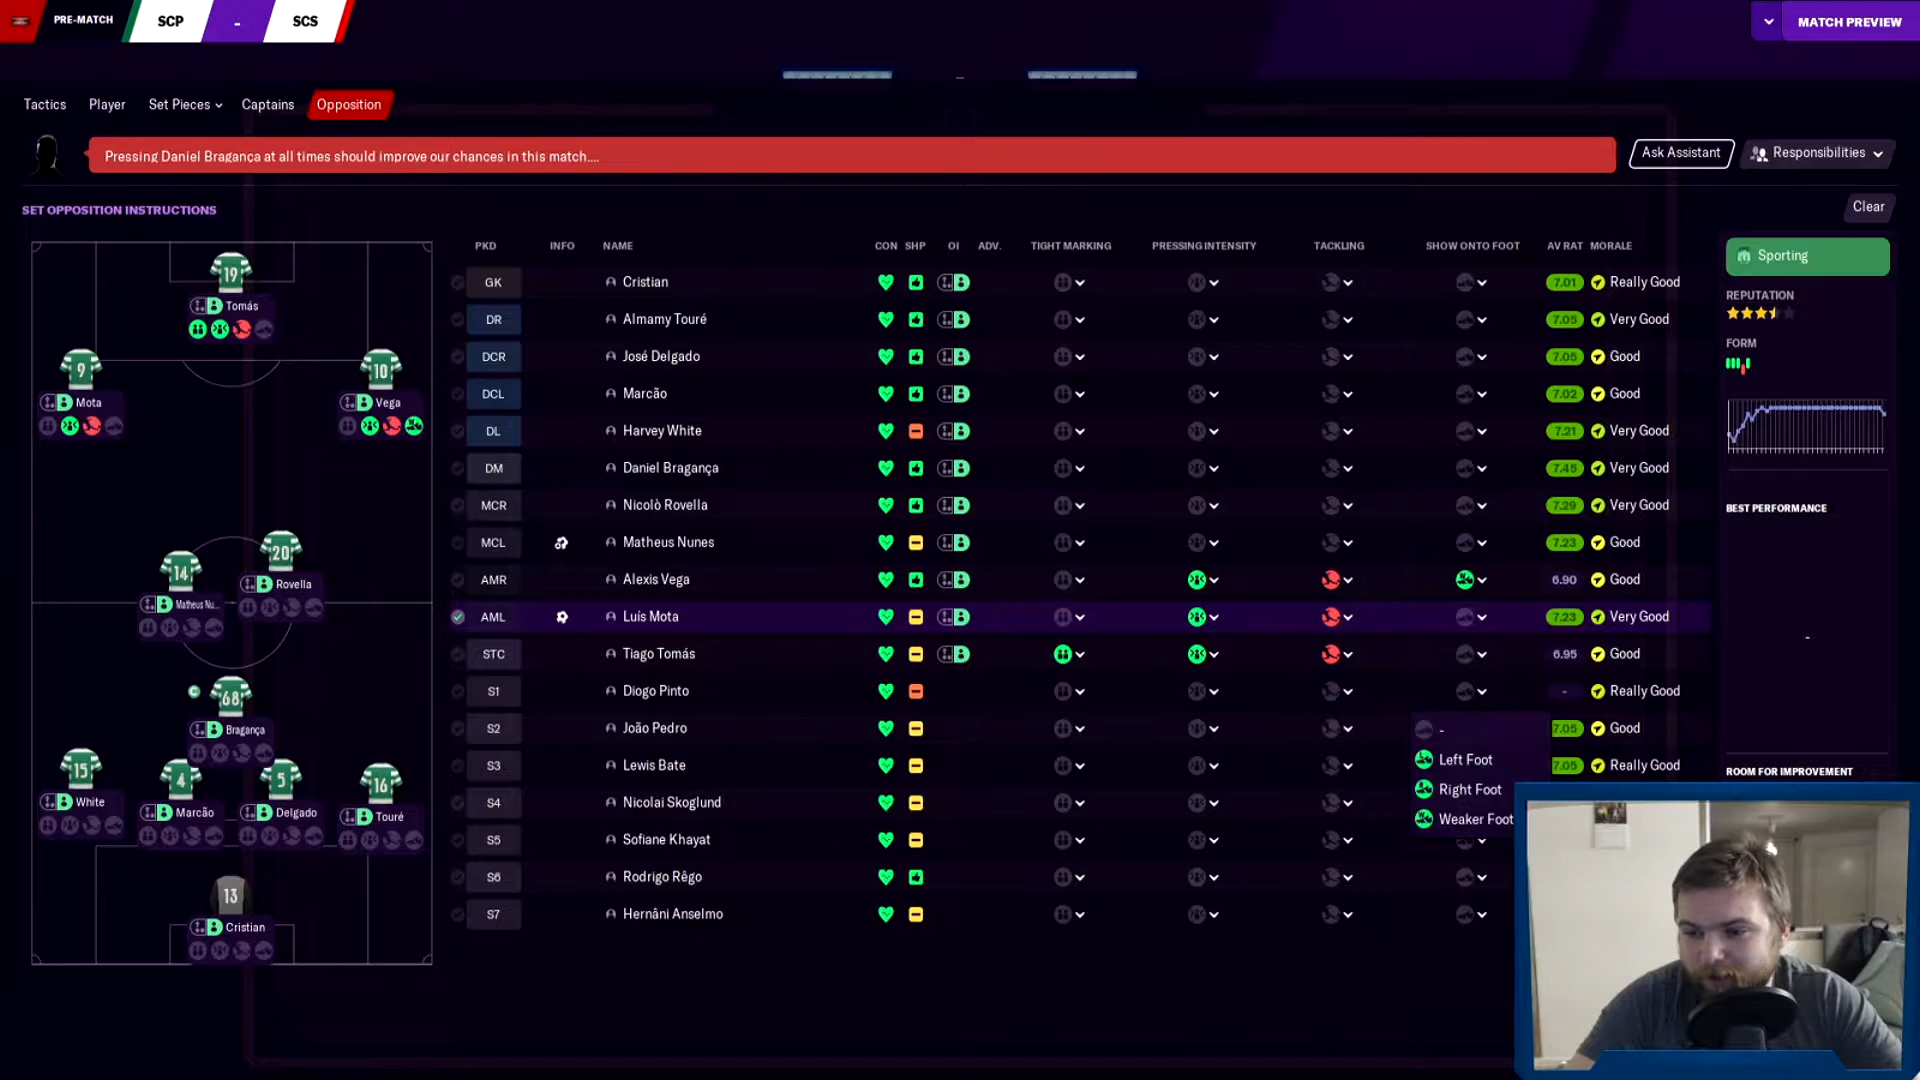 PRE-MATCH
SCP
-
SCS
MATCH PREVIEW
Tactics
Player
Set Pieces
Captains
Opposition
Pressing Daniel Bragança at all times should improve our chances in this match....
Ask Assistant
Responsibilities
SET OPPOSITION INSTRUCTIONS
Clear
19
Tomás
9
Mota
10
Vega
20
Rovella
14
Matheus Nu...
C
68
Bragança
15
White
4
Marcão
5
Delgado
16
Touré
13
Cristian
PKD INFO NAME CON SHP OI ADV. TIGHT MARKING PRESSING INTENSITY TACKLING SHOW ONTO FOOT AV RAT MORALE
GK Cristian 7.01 Really Good
DR Almamy Touré 7.05 Very Good
DCR José Delgado 7.05 Good
DCL Marcão 7.02 Good
DL Harvey White 7.21 Very Good
DM Daniel Bragança 7.45 Very Good
MCR Nicolò Rovella 7.29 Very Good
MCL Matheus Nunes 7.23 Good
AMR Alexis Vega 6.90 Good
AML Luís Mota 7.23 Very Good
STC Tiago Tomás 6.95 Good
S1 Diogo Pinto - Really Good
S2 João Pedro 7.05 Good
S3 Lewis Bate 7.05 Really Good
S4 Nicolai Skoglund
S5 Sofiane Khayat
S6 Rodrigo Rêgo
S7 Hernâni Anselmo
-
Left Foot
Right Foot
Weaker Foot
Sporting
REPUTATION
FORM
BEST PERFORMANCE
-
ROOM FOR IMPROVEMENT